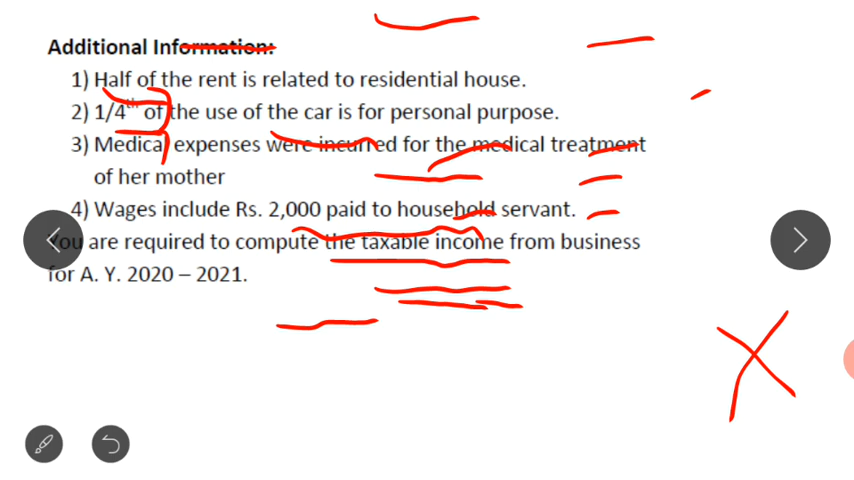 Additional Information:
1) Half of the rent is related to residential house.
2) 1/4th of the use of the car is for personal purpose.
3) Medical expenses were incurred for the medical treatment
of her mother
4) Wages include Rs. 2,000 paid to household servant.
You are required to compute the taxable income from business
for A. Y. 2020 – 2021.